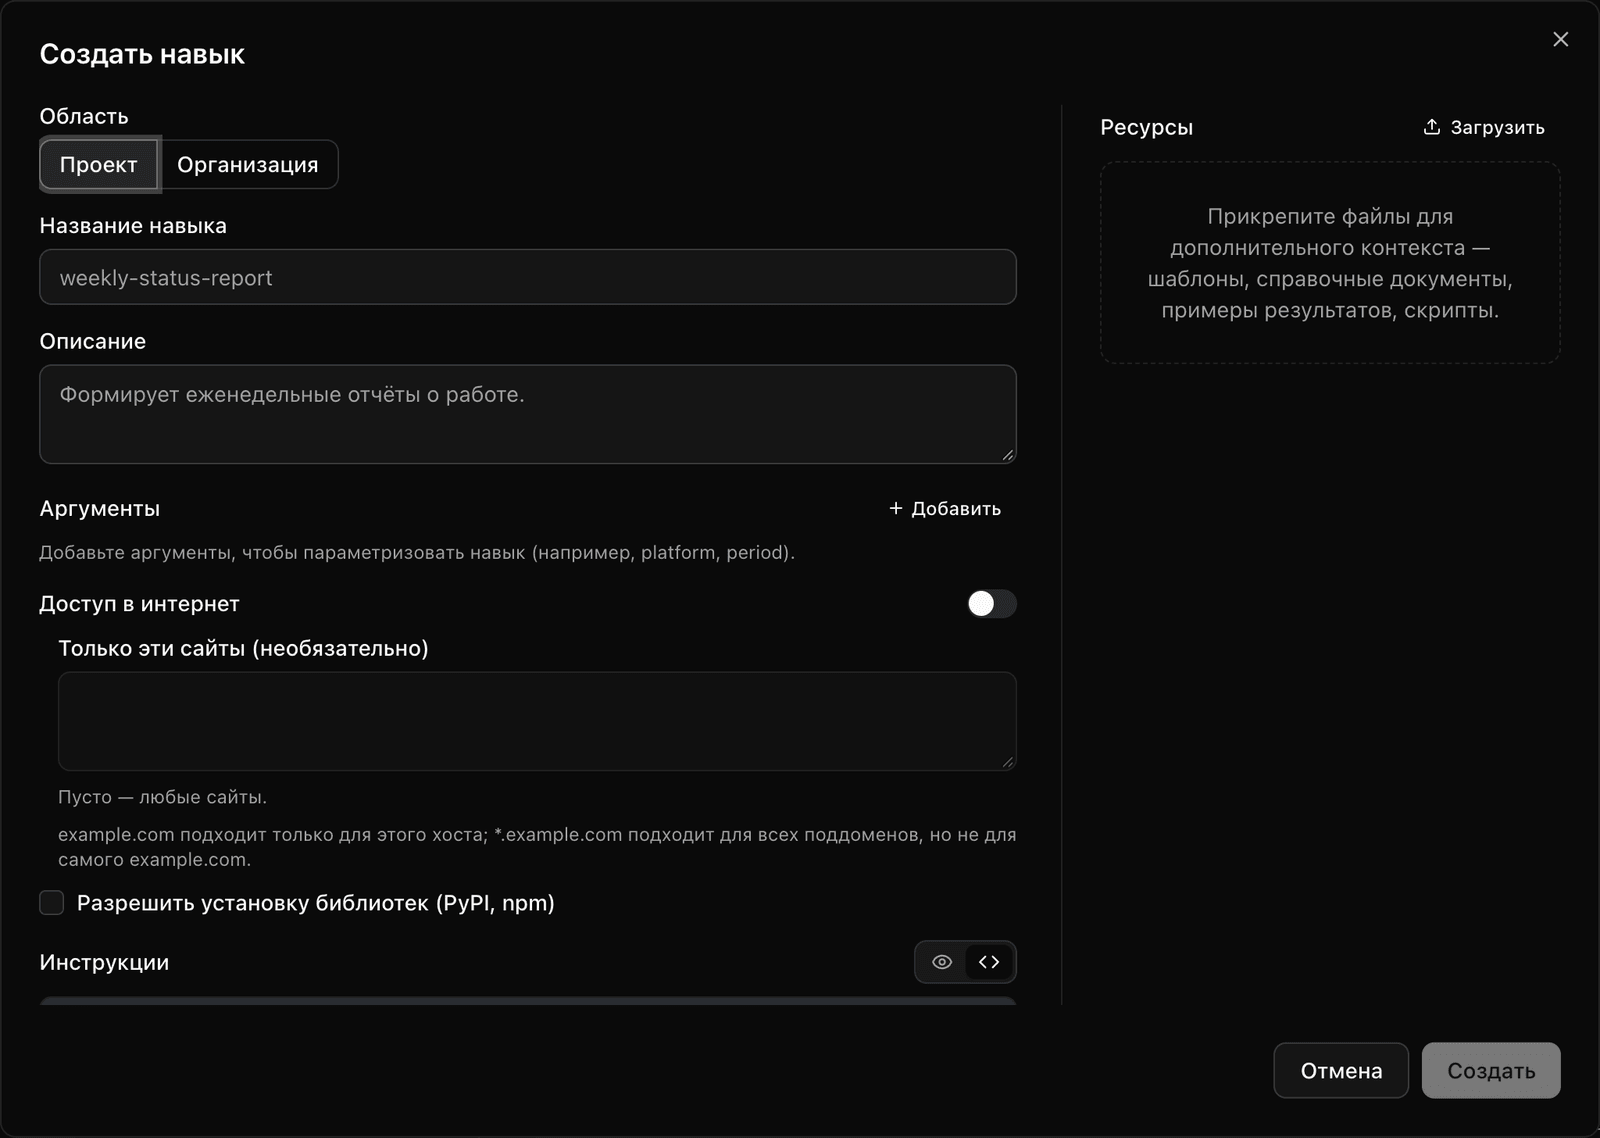 Создать навык
Область
Проект
Организация
Название навыка
weekly-status-report
Описание
Формирует еженедельные отчёты о работе.
Аргументы
+ Добавить
Добавьте аргументы, чтобы параметризовать навык (например, platform, period).
Доступ в интернет
Только эти сайты (необязательно)
Пусто — любые сайты.
example.com подходит только для этого хоста; *.example.com подходит для всех поддоменов, но не для
самого example.com.
Разрешить установку библиотек (PyPI, npm)
Инструкции
Ресурсы
Загрузить
Прикрепите файлы для
дополнительного контекста —
шаблоны, справочные документы,
примеры результатов, скрипты.
Отмена
Создать